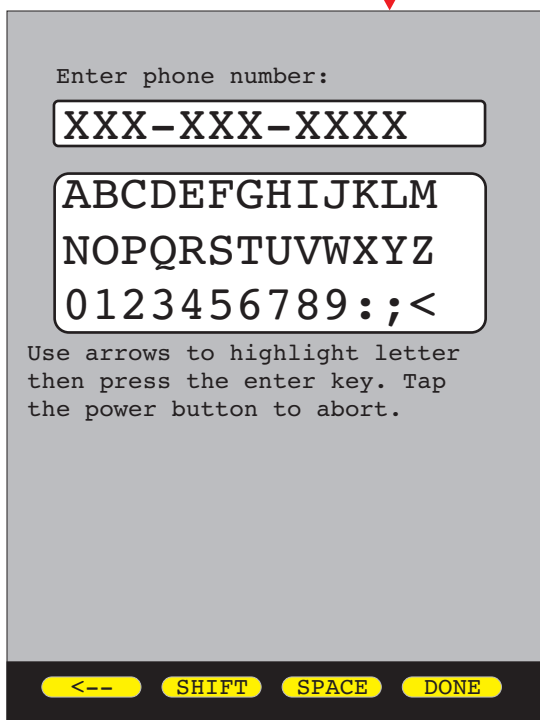 Enter phone number:
XXX-XXX-XXXX
ABCDEFGHIJKLM
NOPQRSTUVWXYZ
0123456789:;<
Use arrows to highlight letter
then press the enter key. Tap
the power button to abort.
<-- SHIFT SPACE DONE